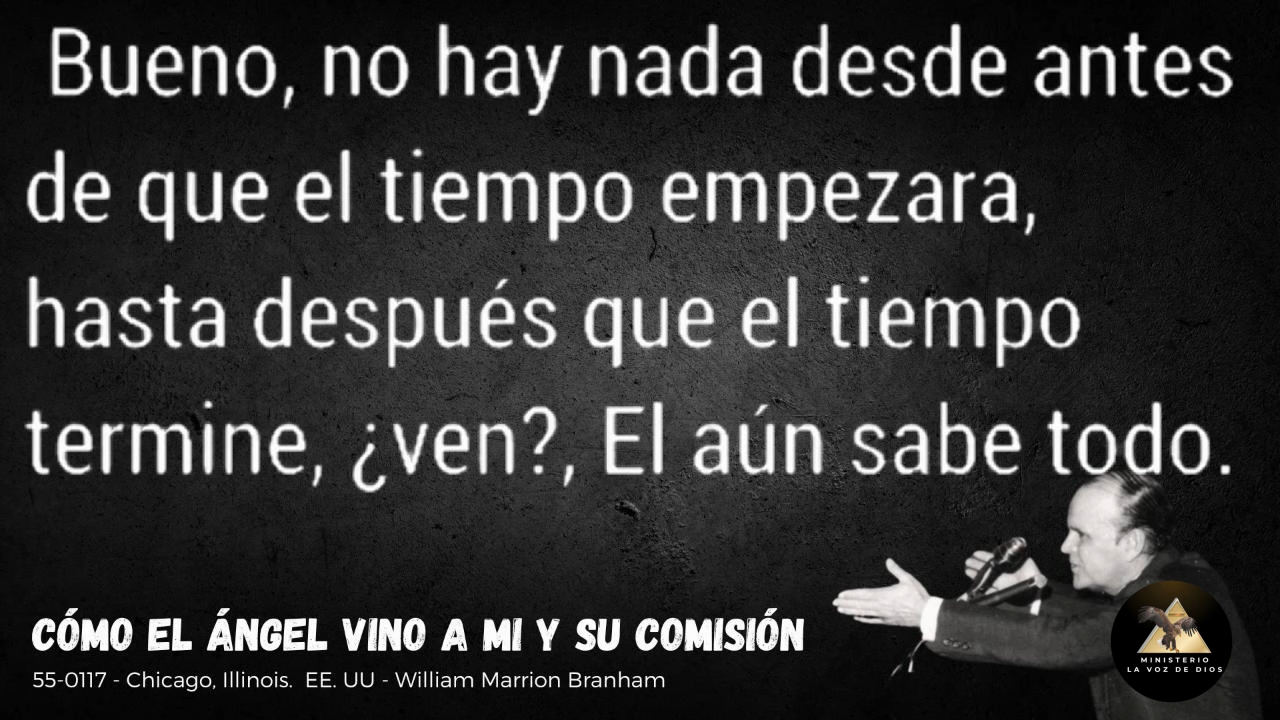 Bueno, no hay nada desde antes
de que el tiempo empezara,
hasta después que el tiempo
termine, ¿ven?, El aún sabe todo.
CÓMO EL ÁNGEL VINO A MI Y SU COMISIÓN
55-0117 - Chicago, Illinois. EE. UU - William Marrion Branham
MINISTERIO
LA VOZ DE DIOS